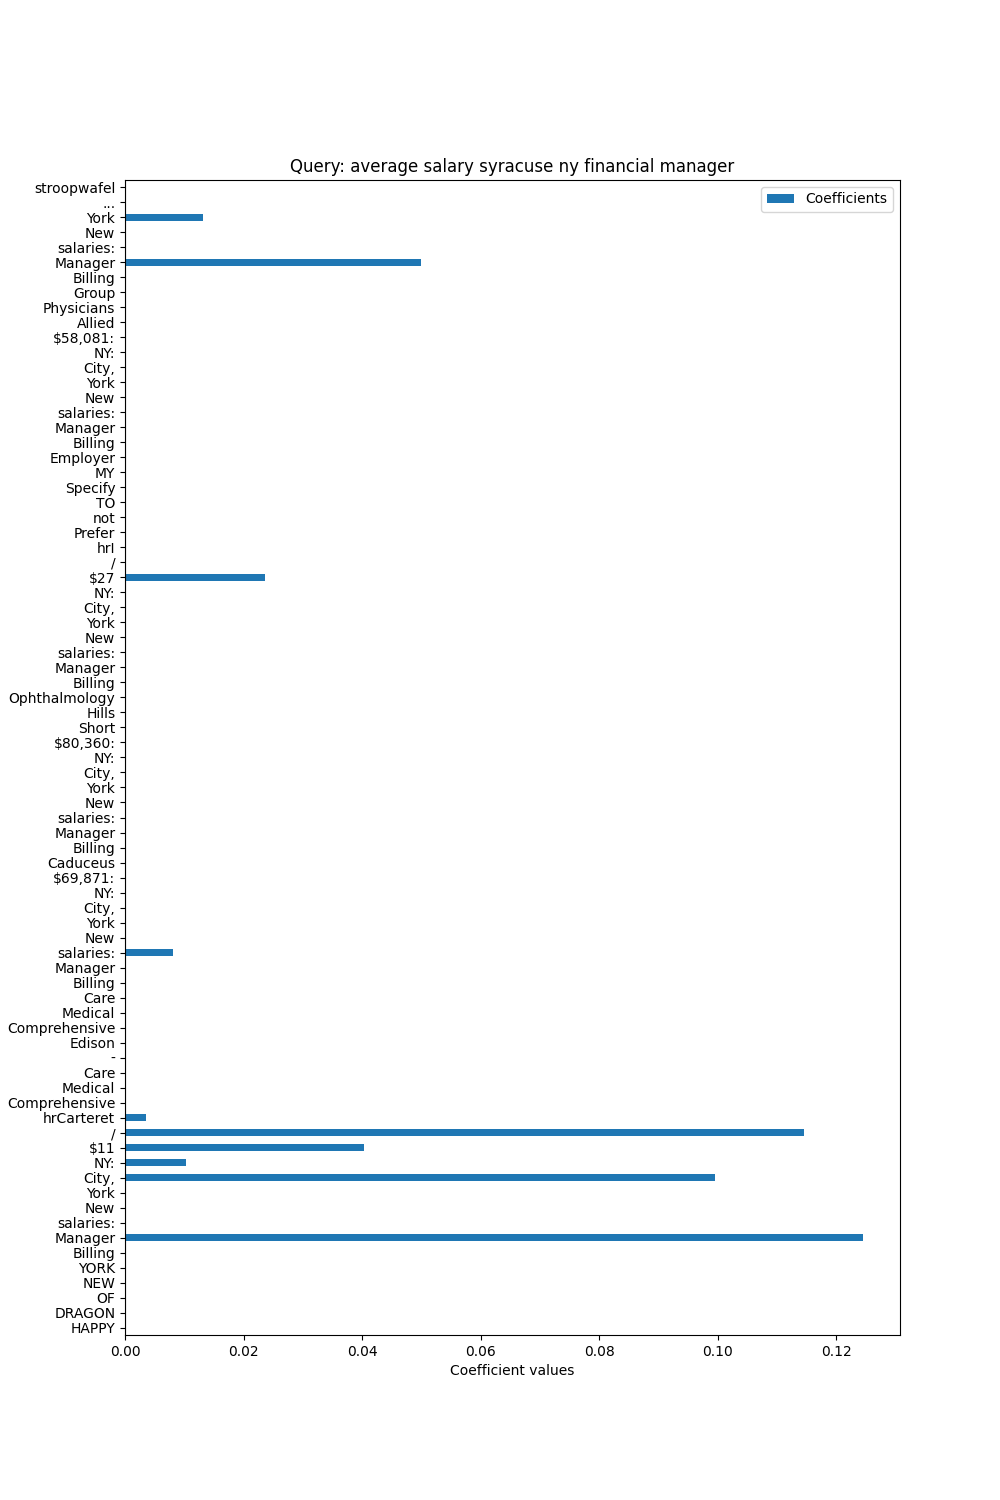 Query: average salary syracuse ny financial manager
Coefficients
stroopwafel
...
York
New
salaries:
Manager
Billing
Group
Physicians
Allied
$58,081:
NY:
City,
York
New
salaries:
Manager
Billing
Employer
MY
Specify
TO
not
Prefer
hrI
/
$27
NY:
City,
York
New
salaries:
Manager
Billing
Ophthalmology
Hills
Short
$80,360:
NY:
City,
York
New
salaries:
Manager
Billing
Caduceus
$69,871:
NY:
City,
York
New
salaries:
Manager
Billing
Care
Medical
Comprehensive
Edison
-
Care
Medical
Comprehensive
hrCarteret
/
$11
NY:
City,
York
New
salaries:
Manager
Billing
YORK
NEW
OF
DRAGON
HAPPY
0.00 0.02 0.04 0.06 0.08 0.10 0.12
Coefficient values